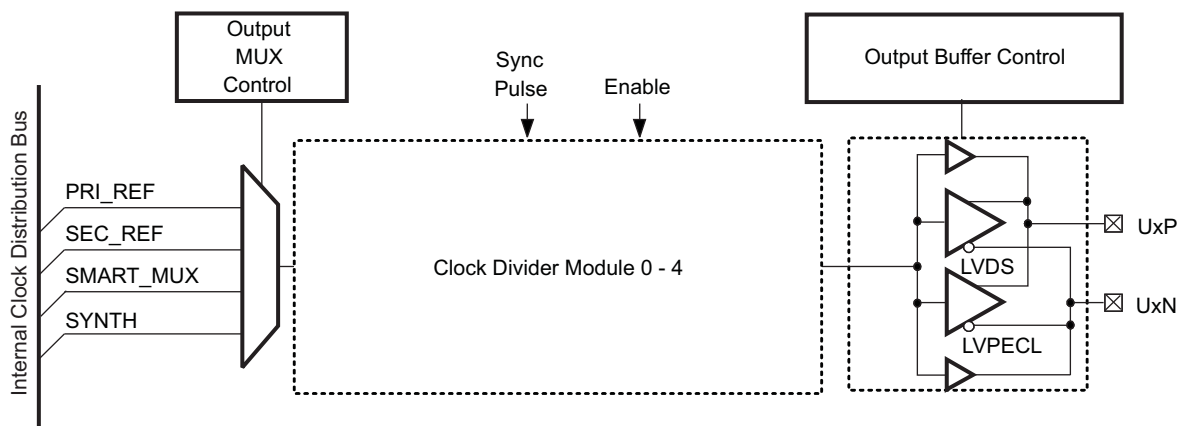 Internal Clock Distribution Bus
Output
MUX
Control
Sync
Pulse
Enable
Output Buffer Control
PRI_REF
SEC_REF
SMART_MUX
SYNTH
Clock Divider Module 0 - 4
LVDS
LVPECL
UxP
UxN